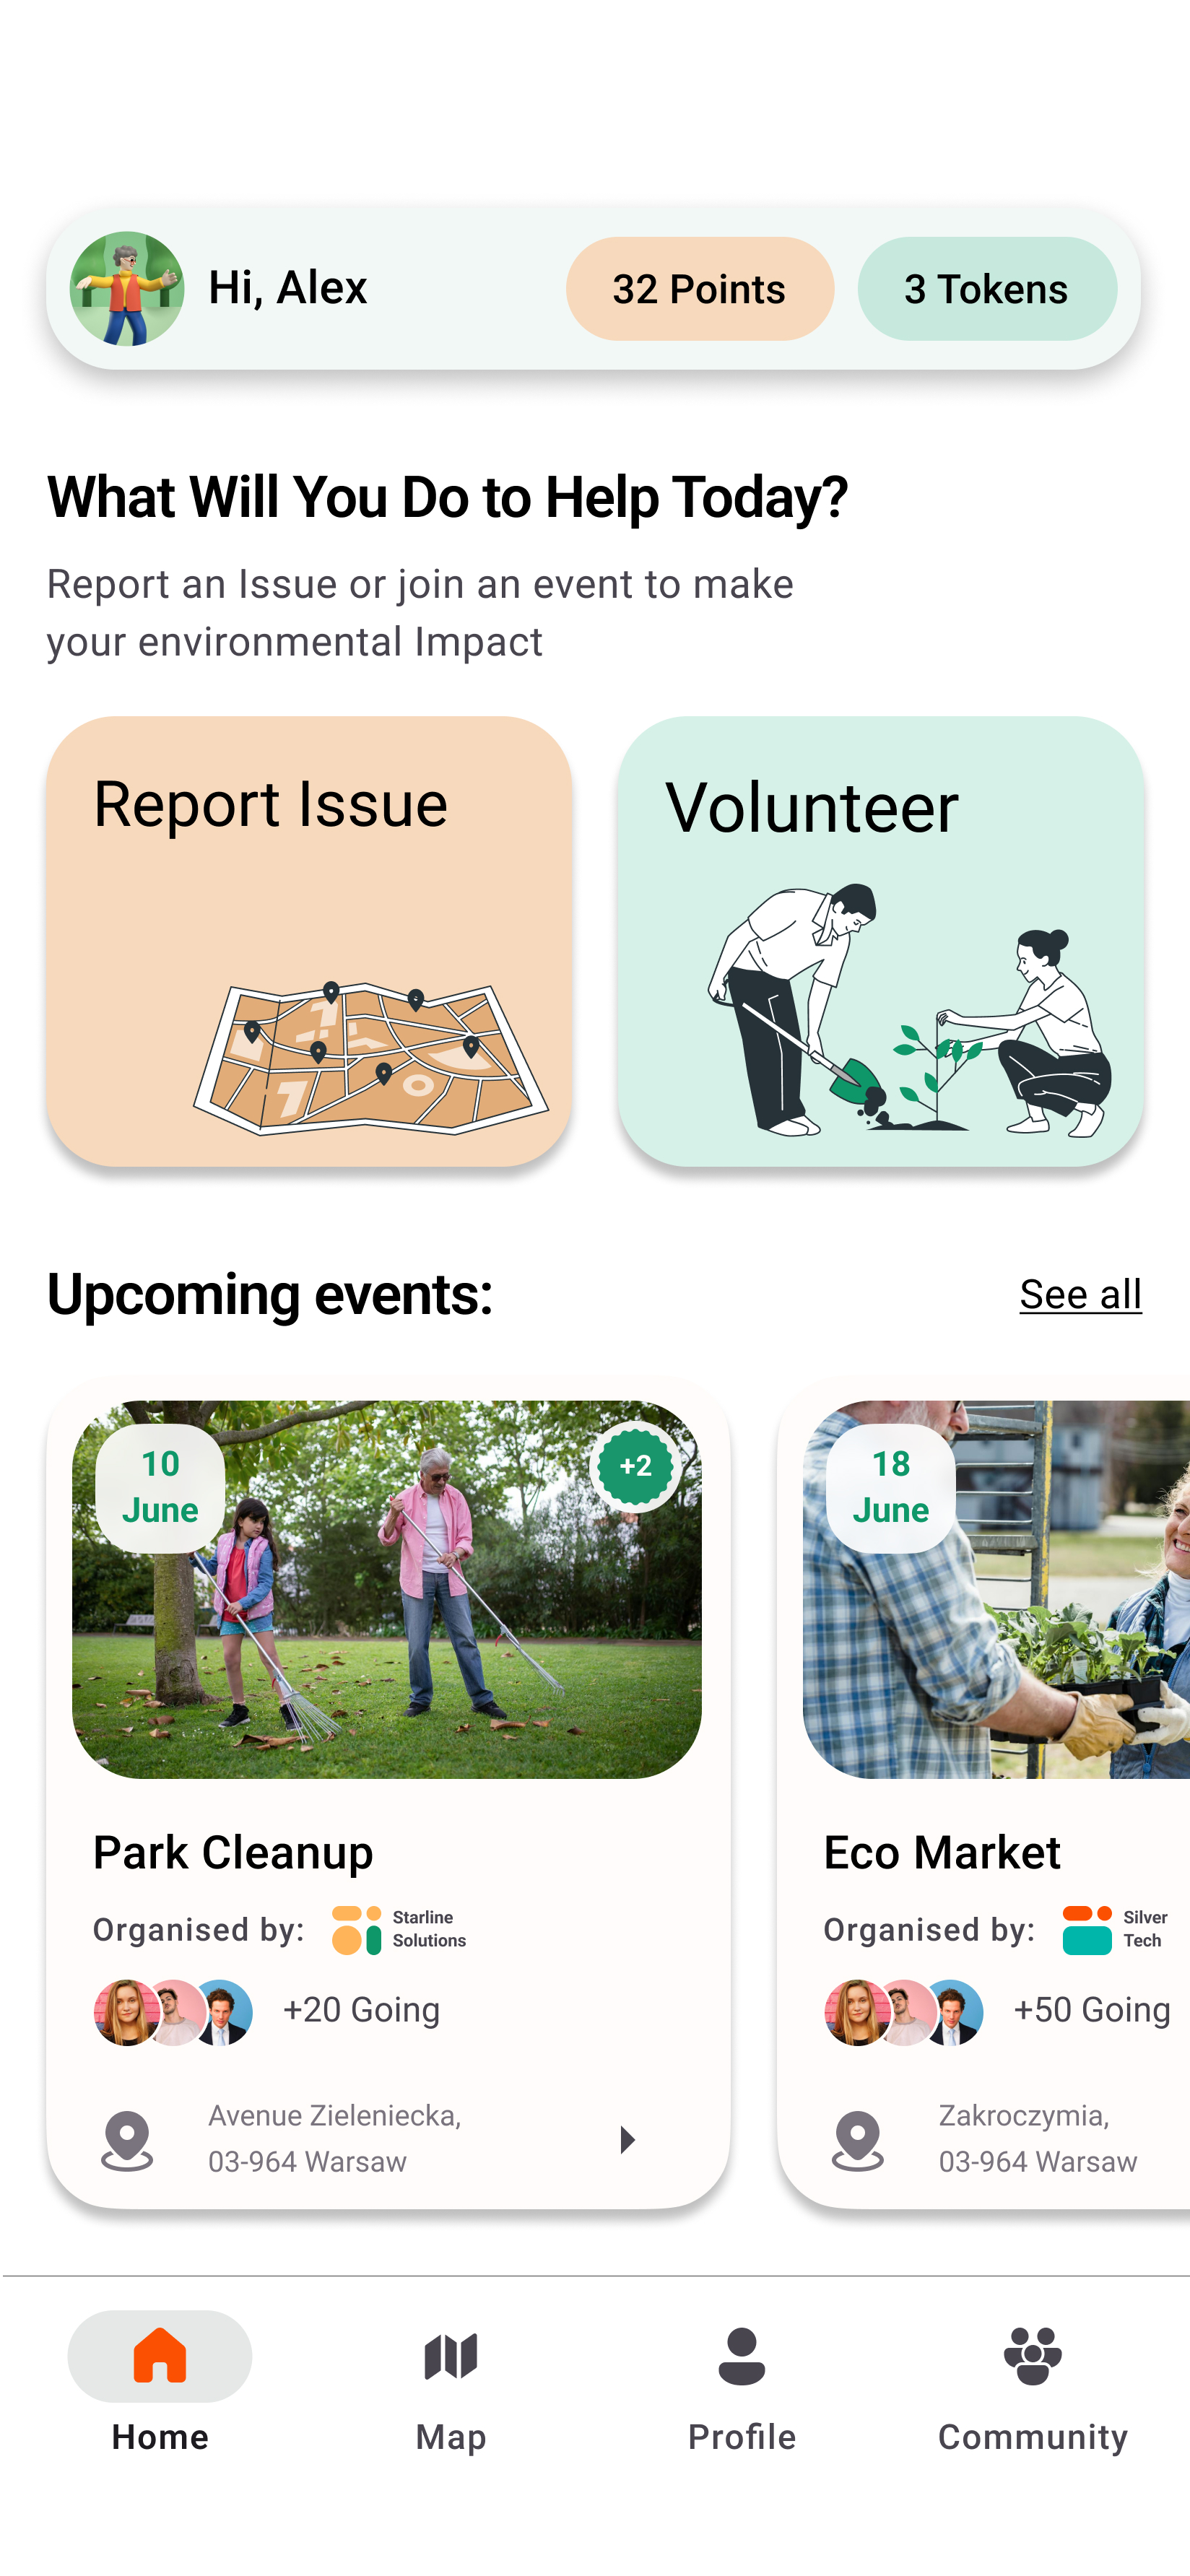 Hi, Alex
32 Points
3 Tokens
What Will You Do to Help Today?
Report an Issue or join an event to make
your environmental Impact
Report Issue
Volunteer
Upcoming events:
See all
10
June
+2
Park Cleanup
Organised by:
Starline
Solutions
+20 Going
Avenue Zieleniecka,
03-964 Warsaw
18
June
Eco Market
Organised by:
Silver
Tech
+50 Going
Zakroczymia,
03-964 Warsaw
Home
Map
Profile
Community